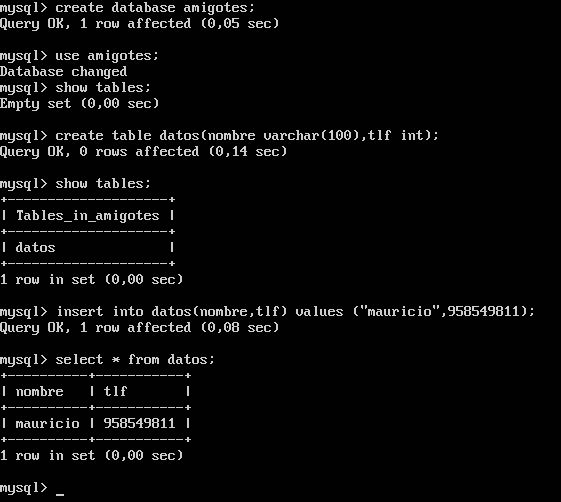 mysql> create database amigotes;
Query OK, 1 row affected (0,05 sec)
mysql> use amigotes;
Database changed
mysql> show tables;
Empty set (0,00 sec)
mysql> create table datos(nombre varchar(100),tlf int);
Query OK, 0 rows affected (0,14 sec)
mysql> show tables;
+--------------------+
| Tables_in_amigotes |
+--------------------+
| datos              |
+--------------------+
1 row in set (0,00 sec)
mysql> insert into datos(nombre,tlf) values ("mauricio",958549811);
Query OK, 1 row affected (0,08 sec)
mysql> select * from datos;
+----------+-----------+
| nombre   | tlf       |
+----------+-----------+
| mauricio | 958549811 |
+----------+-----------+
1 row in set (0,00 sec)
mysql> _